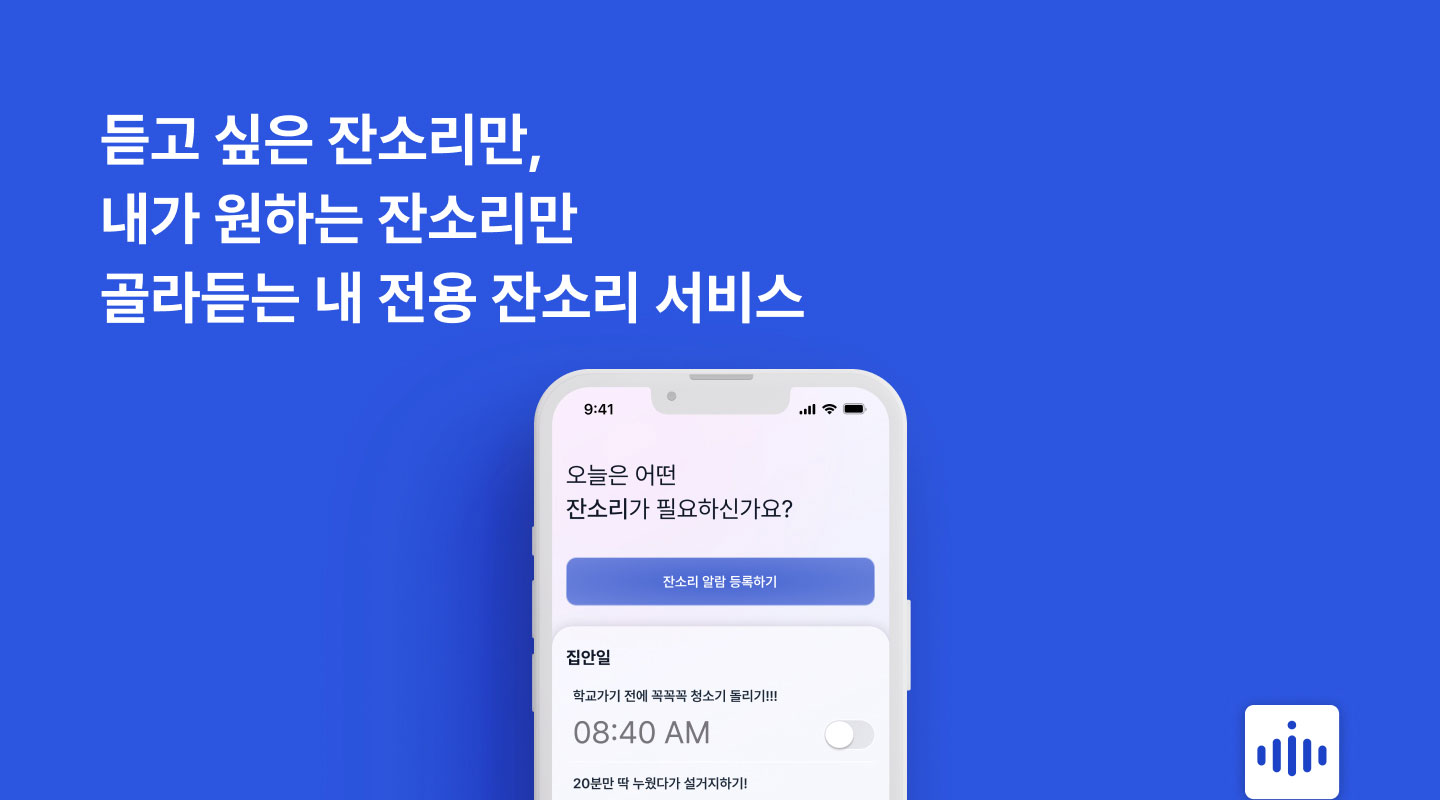 듣고 싶은 잔소리만,
내가 원하는 잔소리만
골라듣는 내 전용 잔소리 서비스
9:41
오늘은 어떤
잔소리가 필요하신가요?
잔소리 알람 등록하기
집안일
학교가기 전에 꼭꼭꼭 청소기 돌리기!!!
08:40 AM
20분만 딱 누웠다가 설거지하기!